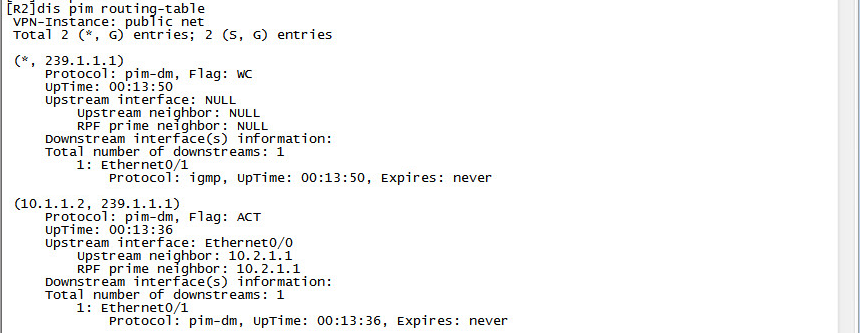 [R2]dis pim routing-table
VPN-Instance: public net
Total 2 (*, G) entries; 2 (S, G) entries
(*, 239.1.1.1)
Protocol: pim-dm, Flag: WC
UpTime: 00:13:50
Upstream interface: NULL
Upstream neighbor: NULL
RPF prime neighbor: NULL
Downstream interface(s) information:
Total number of downstreams: 1
1: Ethernet0/1
Protocol: igmp, UpTime: 00:13:50, Expires: never
(10.1.1.2, 239.1.1.1)
Protocol: pim-dm, Flag: ACT
UpTime: 00:13:36
Upstream interface: Ethernet0/0
Upstream neighbor: 10.2.1.1
RPF prime neighbor: 10.2.1.1
Downstream interface(s) information:
Total number of downstreams: 1
1: Ethernet0/1
Protocol: pim-dm, UpTime: 00:13:36, Expires: never